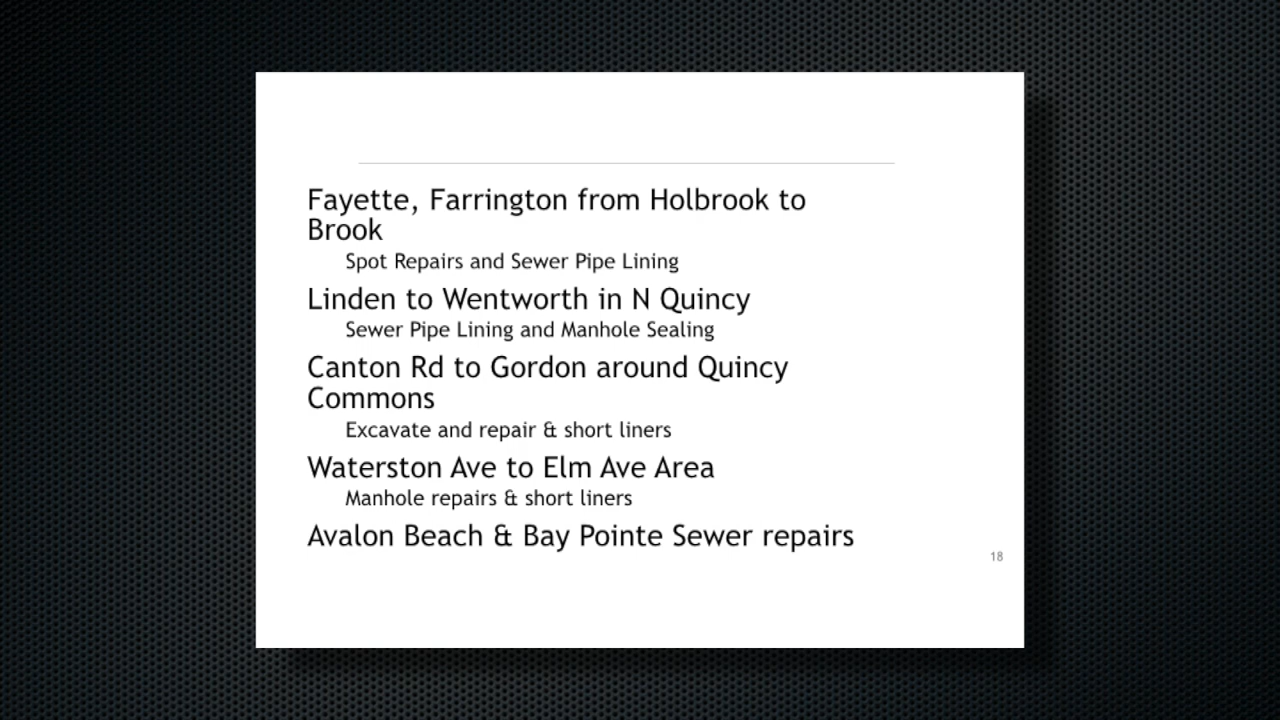 Fayette, Farrington from Holbrook to
Brook
Spot Repairs and Sewer Pipe Lining
Linden to Wentworth in N Quincy
Sewer Pipe Lining and Manhole Sealing
Canton Rd to Gordon around Quincy
Commons
Excavate and repair & short liners
Waterston Ave to Elm Ave Area
Manhole repairs & short liners
Avalon Beach & Bay Pointe Sewer repairs
18